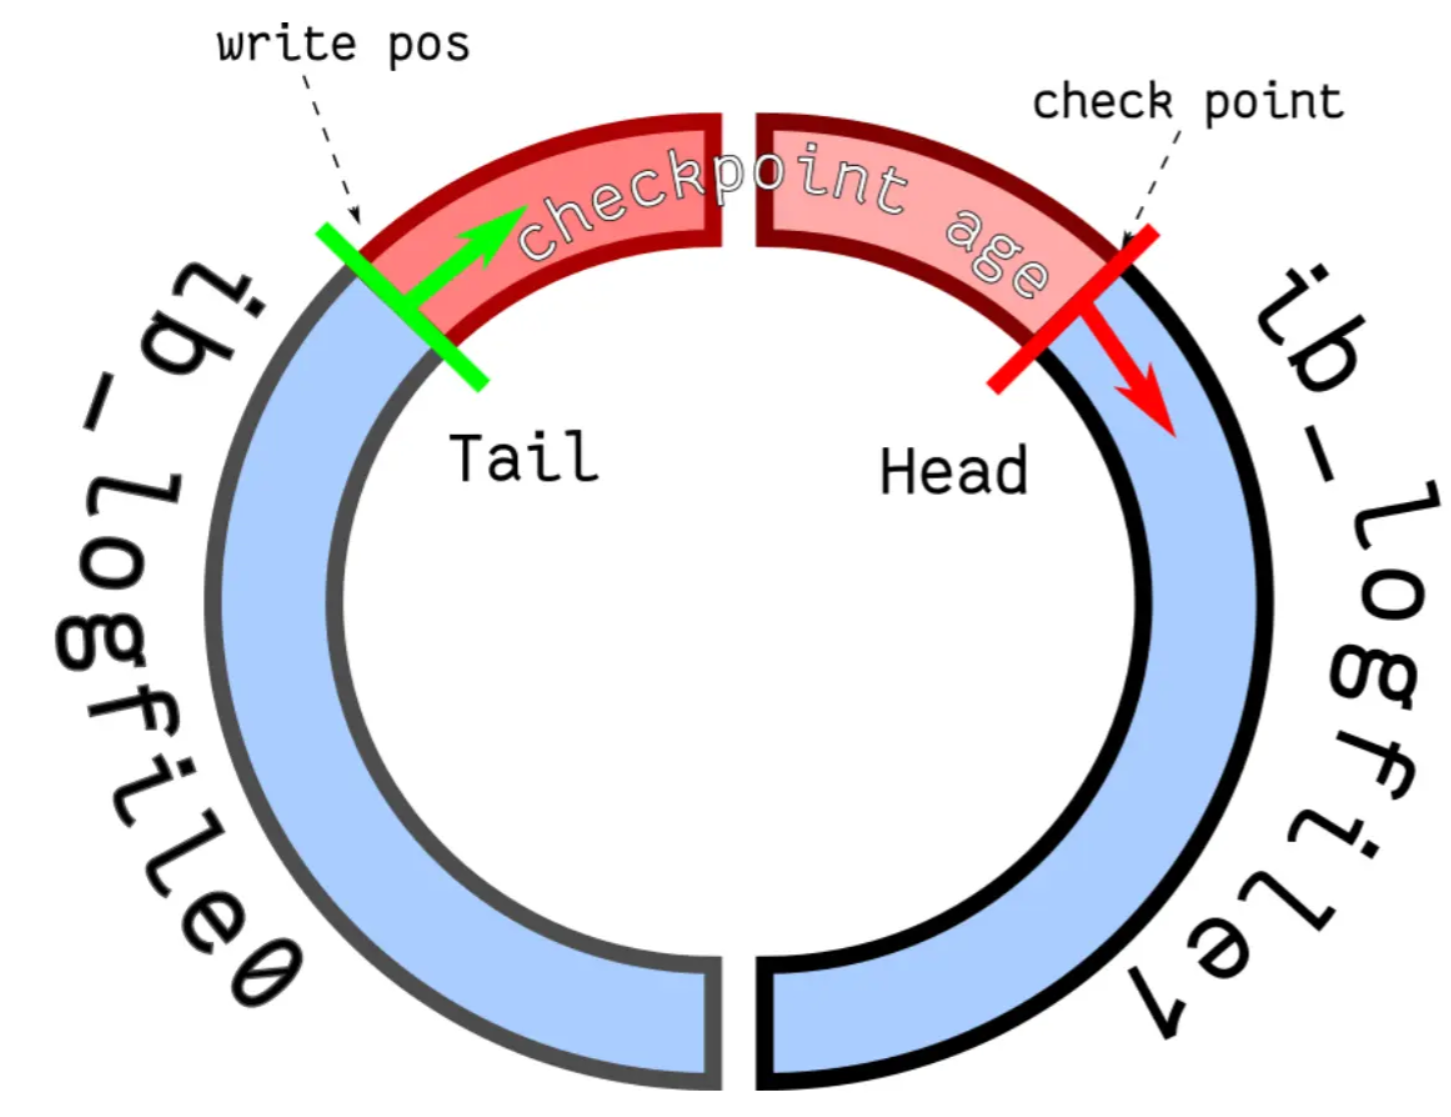 write pos
check point
checkpoint age
Tail
Head
ib_logfile0
ib_logfile1